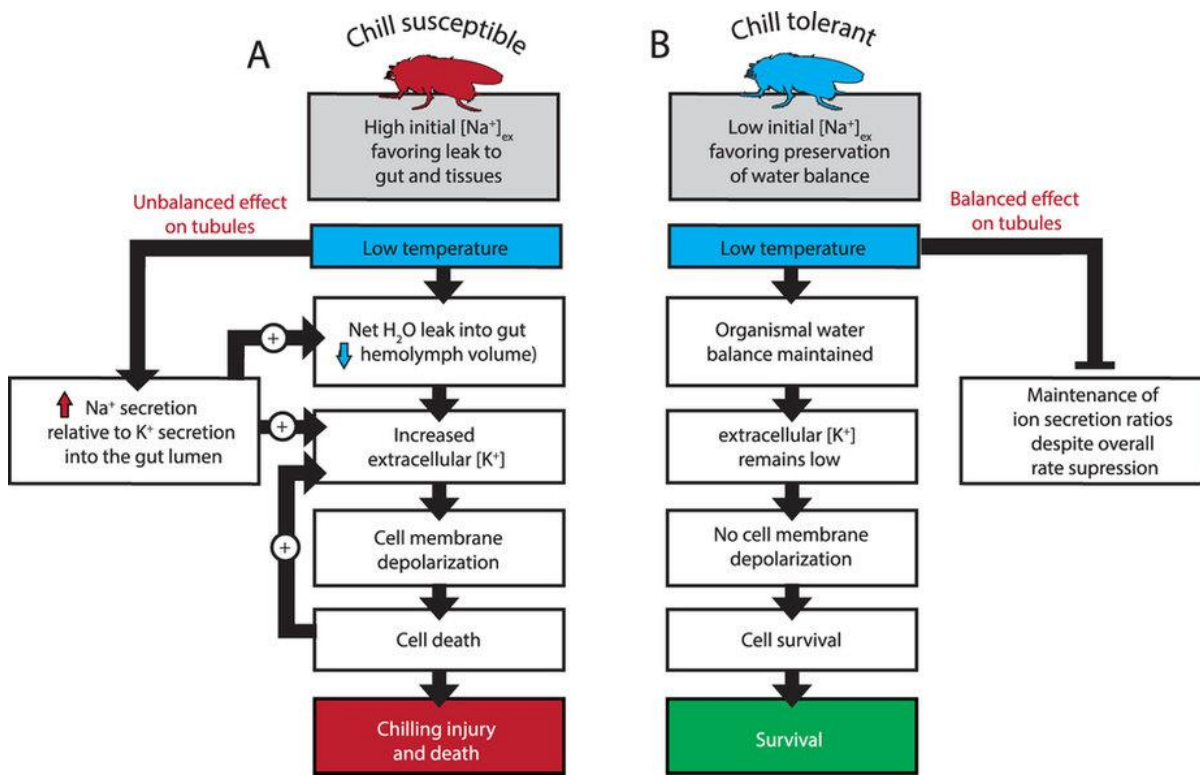 A
Chill susceptible
High initial [Na⁺]ex
favoring leak to
gut and tissues
Unbalanced effect
on tubules
Low temperature
Net H₂O leak into gut
hemolymph volume)
↑ Na⁺ secretion
relative to K⁺ secretion
into the gut lumen
+
+
+
Increased
extracellular [K⁺]
Cell membrane
depolarization
Cell death
Chilling injury
and death
B
Chill tolerant
Low initial [Na⁺]ex
favoring preservation
of water balance
Balanced effect
on tubules
Low temperature
Organismal water
balance maintained
Maintenance of
ion secretion ratios
despite overall
rate supression
extracellular [K⁺]
remains low
No cell membrane
depolarization
Cell survival
Survival